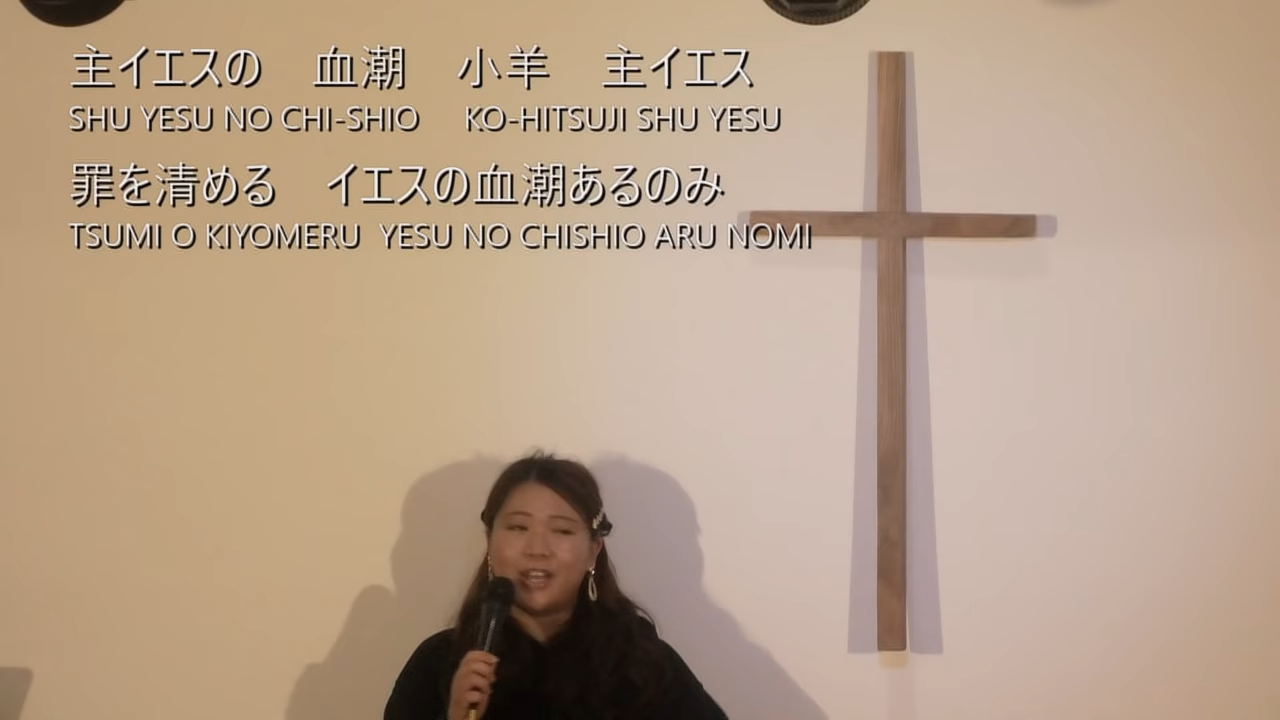 主イエスの　血潮　小羊　主イエス
SHU YESU NO CHI-SHIO　KO-HITSUJI SHU YESU
罪を清める　イエスの血潮あるのみ
TSUMI O KIYOMERU  YESU NO CHISHIO ARU NOMI